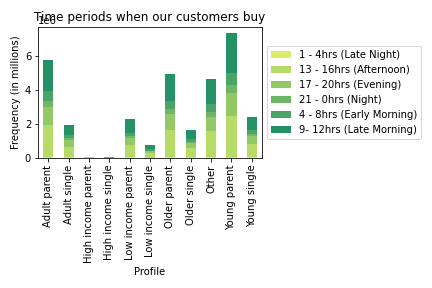 Time periods when our customers buy
1e6
Frequency (in millions)
6
4
2
0
Adult parent
Adult single
High income parent
High income single
Low income parent
Low income single
Older parent
Older single
Other
Young parent
Young single
Profile
1 - 4hrs (Late Night)
13 - 16hrs (Afternoon)
17 - 20hrs (Evening)
21 - 0hrs (Night)
4 - 8hrs (Early Morning)
9- 12hrs (Late Morning)